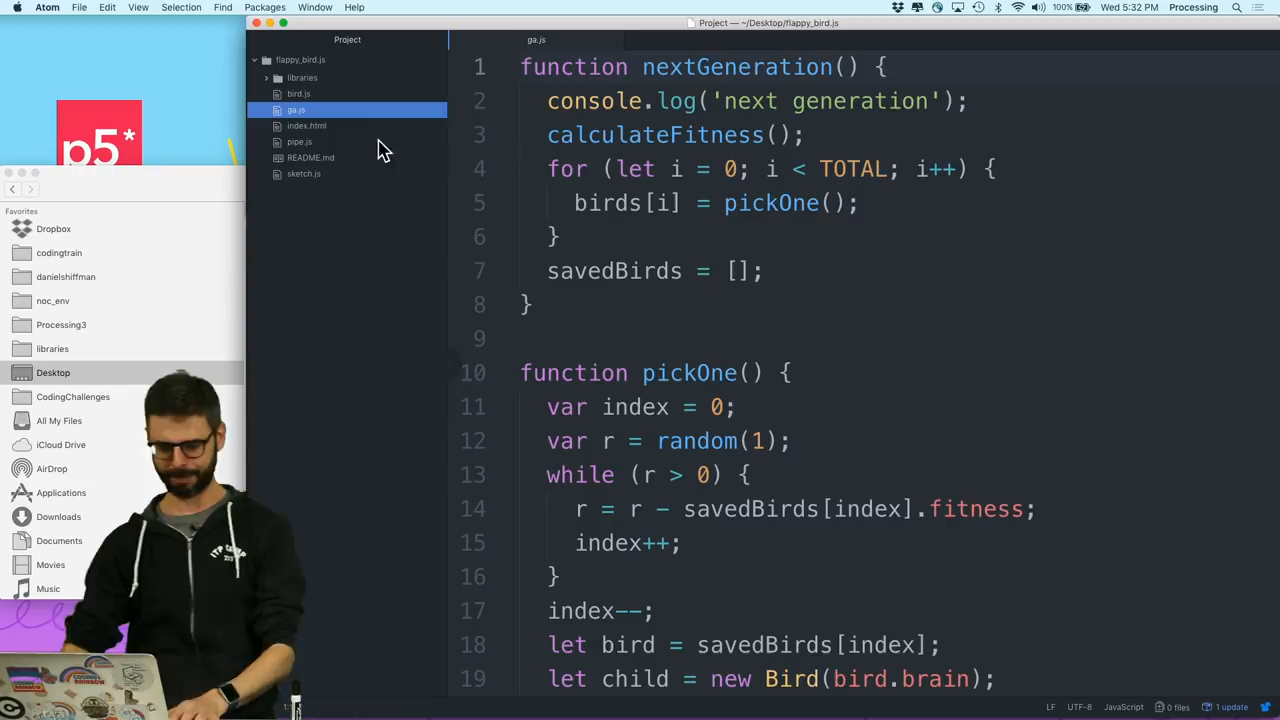 Atom File Edit View Selection Find Packages Window Help 100% Wed 5:32 PM Processing
Project — ~/Desktop/flappy_bird.js
Project
ga.js
flappy_bird.js
libraries
bird.js
ga.js
index.html
pipe.js
README.md
sketch.js
p5*
Favorites
Dropbox
codingtrain
danielshiffman
noc_env
Processing3
libraries
Desktop
CodingChallenges
All My Files
iCloud Drive
AirDrop
Applications
Downloads
Documents
Movies
Music
1 function nextGeneration() {
2 console.log('next generation');
3 calculateFitness();
4 for (let i = 0; i < TOTAL; i++) {
5 birds[i] = pickOne();
6 }
7 savedBirds = [];
8 }
9
10 function pickOne() {
11 var index = 0;
12 var r = random(1);
13 while (r > 0) {
14 r = r - savedBirds[index].fitness;
15 index++;
16 }
17 index--;
18 let bird = savedBirds[index];
19 let child = new Bird(bird.brain);
LF UTF-8 JavaScript 0 files 1 update